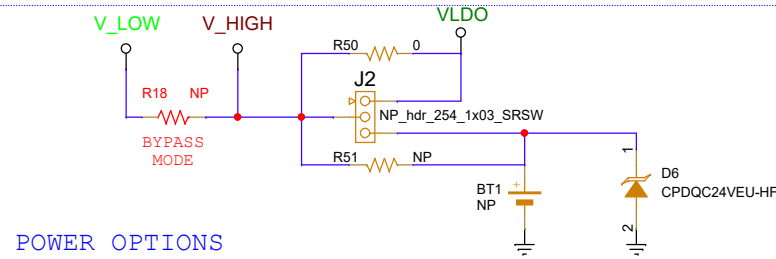 V_LOW
V_HIGH
VLDO
R50 0
J2
R18 NP
NP_hdr_254_1x03_SRSW
BYPASS
MODE
R51 NP
1
D6
BT1 +
CPDQC24VEU-HF
NP
2
POWER OPTIONS